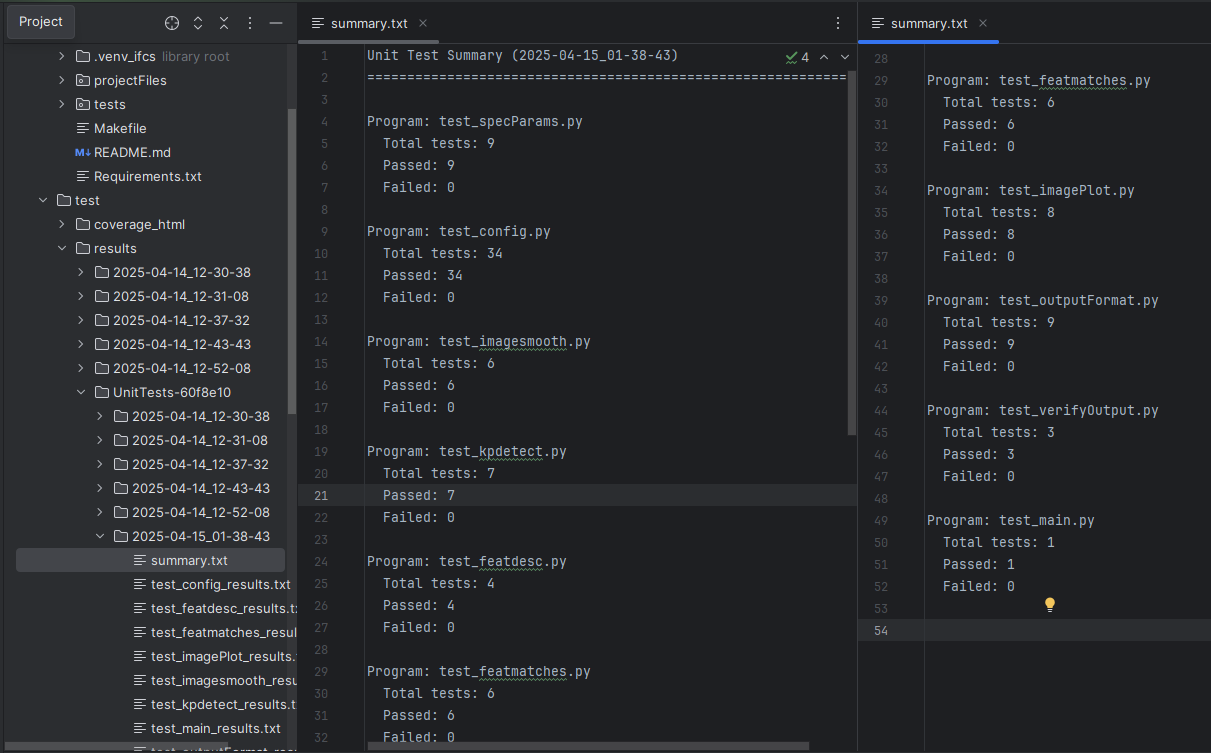 Project
.venv_ifcs library root
projectFiles
tests
Makefile
M↓ README.md
Requirements.txt
test
coverage_html
results
2025-04-14_12-30-38
2025-04-14_12-31-08
2025-04-14_12-37-32
2025-04-14_12-43-43
2025-04-14_12-52-08
UnitTests-60f8e10
2025-04-14_12-30-38
2025-04-14_12-31-08
2025-04-14_12-37-32
2025-04-14_12-43-43
2025-04-14_12-52-08
2025-04-15_01-38-43
summary.txt
test_config_results.txt
test_featdesc_results.t
test_featmatches_resul
test_imagePlot_results.
test_imagesmooth_resu
test_kpdetect_results.t
test_main_results.txt
summary.txt
4
1 Unit Test Summary (2025-04-15_01-38-43)
2 ============================================================
3
4 Program: test_specParams.py
5 Total tests: 9
6 Passed: 9
7 Failed: 0
8
9 Program: test_config.py
10 Total tests: 34
11 Passed: 34
12 Failed: 0
13
14 Program: test_imagesmooth.py
15 Total tests: 6
16 Passed: 6
17 Failed: 0
18
19 Program: test_kpdetect.py
20 Total tests: 7
21 Passed: 7
22 Failed: 0
23
24 Program: test_featdesc.py
25 Total tests: 4
26 Passed: 4
27 Failed: 0
28
29 Program: test_featmatches.py
30 Total tests: 6
31 Passed: 6
32 Failed: 0
summary.txt
28
29 Program: test_featmatches.py
30 Total tests: 6
31 Passed: 6
32 Failed: 0
33
34 Program: test_imagePlot.py
35 Total tests: 8
36 Passed: 8
37 Failed: 0
38
39 Program: test_outputFormat.py
40 Total tests: 9
41 Passed: 9
42 Failed: 0
43
44 Program: test_verifyOutput.py
45 Total tests: 3
46 Passed: 3
47 Failed: 0
48
49 Program: test_main.py
50 Total tests: 1
51 Passed: 1
52 Failed: 0
53
54